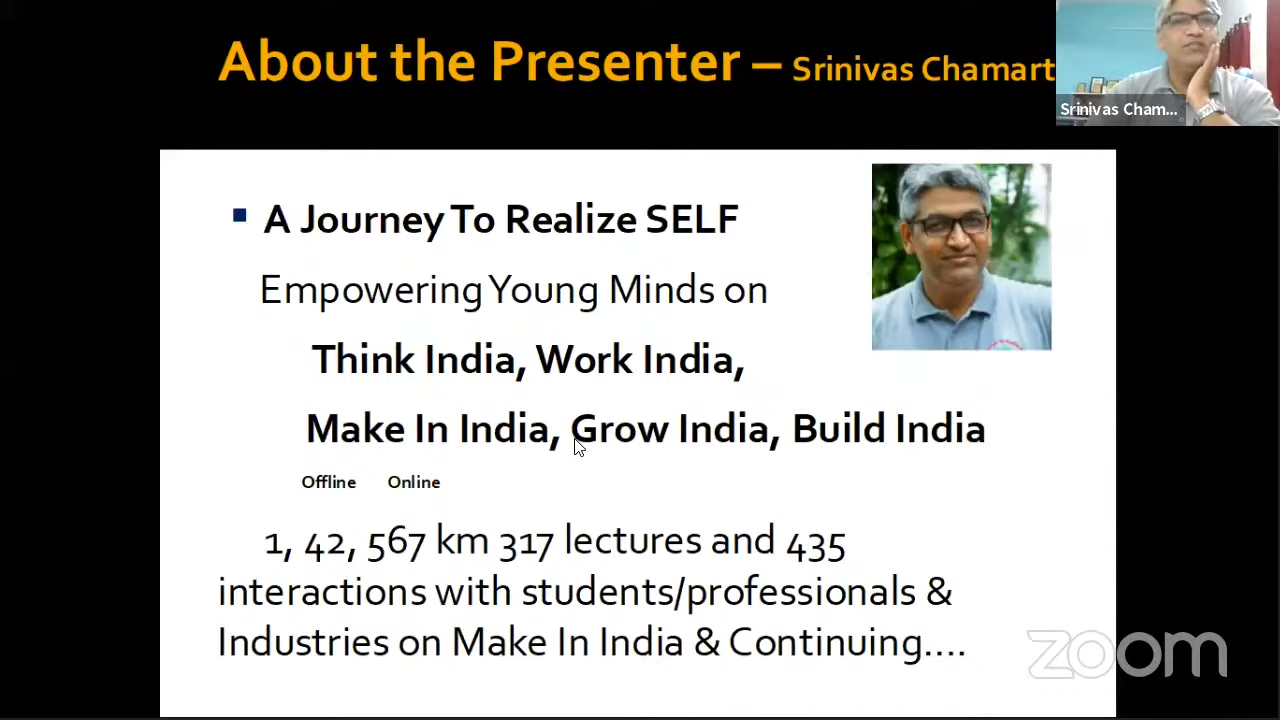 About the Presenter – Srinivas Chamart
Srinivas Cham...
A Journey To Realize SELF
Empowering Young Minds on
Think India, Work India,
Make In India, Grow India, Build India
Offline Online
1, 42, 567 km 317 lectures and 435
interactions with students/professionals &
Industries on Make In India & Continuing....
zoom